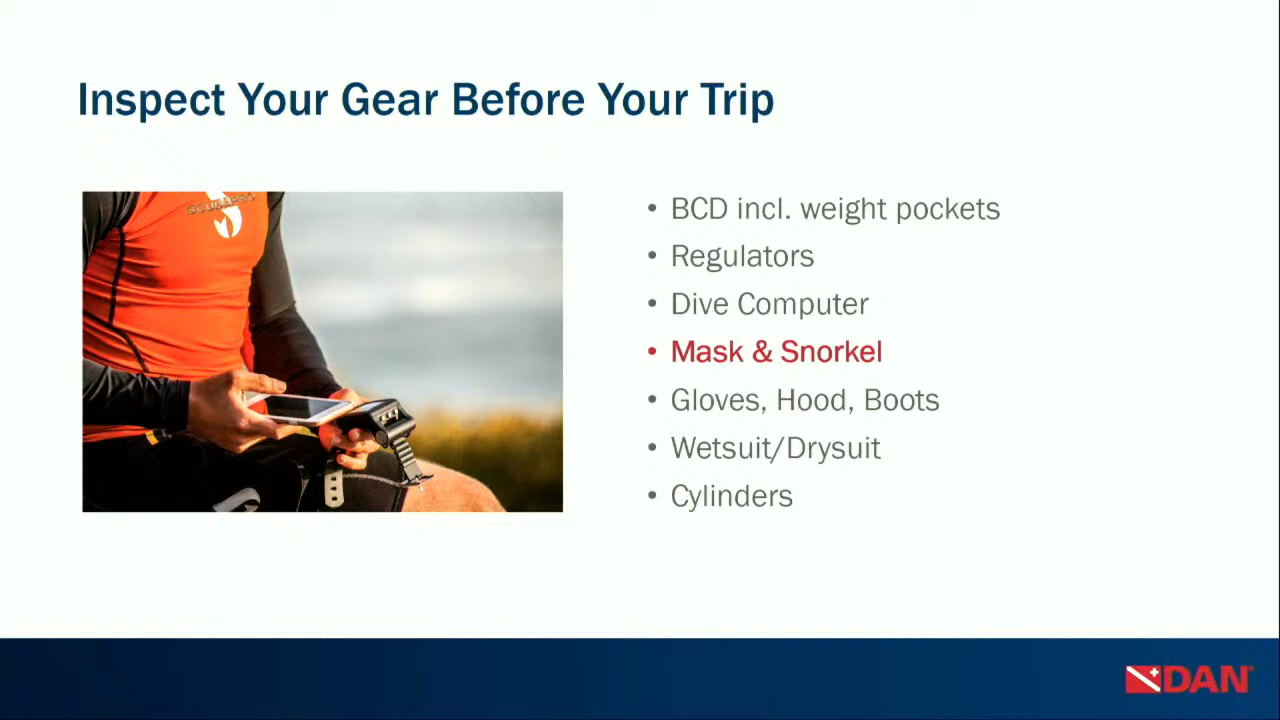 Inspect Your Gear Before Your Trip
SCUBAPRO
• BCD incl. weight pockets
• Regulators
• Dive Computer
• Mask & Snorkel
• Gloves, Hood, Boots
• Wetsuit/Drysuit
• Cylinders
DAN